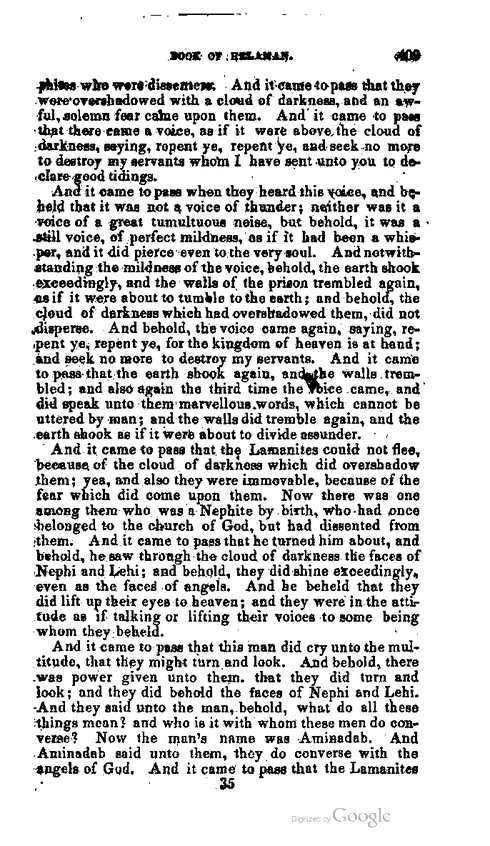 BOOK OF HELAMAN. 409
phites who were dissenters. And it came to pass that they
were overshadowed with a cloud of darkness, and an aw-
ful, solemn fear came upon them. And it came to pass
that there came a voice, as if it were above the cloud of
darkness, saying, repent ye, repent ye, and seek no more
to destroy my servants whom I have sent unto you to de-
clare good tidings.
And it came to pass when they heard this voice, and be-
held that it was not a voice of thunder; neither was it a
voice of a great tumultuous noise, but behold, it was a
still voice, of perfect mildness, as if it had been a whis-
per, and it did pierce even to the very soul. And notwith-
standing the mildness of the voice, behold, the earth shook
exceedingly, and the walls of the prison trembled again,
as if it were about to tumble to the earth; and behold, the
cloud of darkness which had overshadowed them, did not
disperse. And behold, the voice came again, saying, re-
pent ye, repent ye, for the kingdom of heaven is at hand;
and seek no more to destroy my servants. And it came
to pass that the earth shook again, and the walls trem-
bled; and also again the third time the voice came, and
did speak unto them marvellous words, which cannot be
uttered by man; and the walls did tremble again, and the
earth shook as if it were about to divide assunder.
And it came to pass that the Lamanites could not flee,
because of the cloud of darkness which did overshadow
them; yea, and also they were immovable, because of the
fear which did come upon them. Now there was one
among them who was a Nephite by birth, who had once
belonged to the church of God, but had dissented from
them. And it came to pass that he turned him about, and
behold, he saw through the cloud of darkness the faces of
Nephi and Lehi; and behold, they did shine exceedingly,
even as the faces of angels. And he beheld that they
did lift up their eyes to heaven; and they were in the atti-
tude as if talking or lifting their voices to some being
whom they beheld.
And it came to pass that this man did cry unto the mul-
titude, that they might turn and look. And behold, there
was power given unto them that they did turn and
look; and they did behold the faces of Nephi and Lehi.
And they said unto the man, behold, what do all these
things mean? and who is it with whom these men do con-
verse? Now the man's name was Aminadab. And
Aminadab said unto them, they do converse with the
angels of God. And it came to pass that the Lamanites
35
Digitized by Google